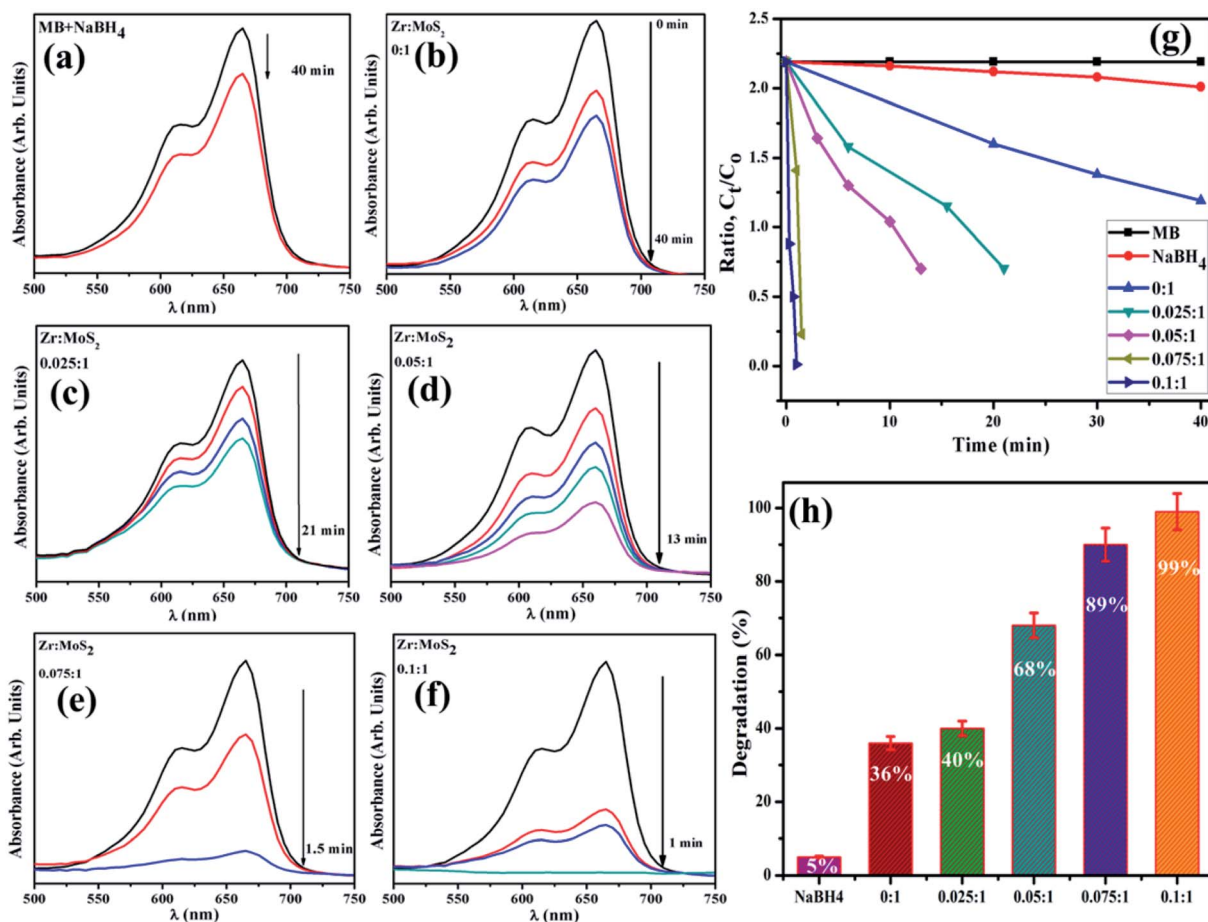 MB+NaBH4
(a)
40 min
Absorbance (Arb. Units)
500 550 600 650 700 750
λ (nm)
Zr:MoS2
0:1
(b)
0 min
40 min
Absorbance (Arb. Units)
500 550 600 650 700 750
λ (nm)
Zr:MoS2
0.025:1
(c)
21 min
Absorbance (Arb. Units)
500 550 600 650 700 750
λ (nm)
Zr:MoS2
0.05:1
(d)
13 min
Absorbance (Arb. Units)
500 550 600 650 700 750
λ (nm)
Zr:MoS2
0.075:1
(e)
1.5 min
Absorbance (Arb. Units)
500 550 600 650 700 750
λ (nm)
Zr:MoS2
0.1:1
(f)
1 min
Absorbance (Arb. Units)
500 550 600 650 700 750
λ (nm)
(g)
Ratio, Ct/Co
2.5
2.0
1.5
1.0
0.5
0.0
MB
NaBH4
0:1
0.025:1
0.05:1
0.075:1
0.1:1
0 10 20 30 40
Time (min)
(h)
Degradation (%)
100
80
60
40
20
0
5%
36%
40%
68%
89%
99%
NaBH4 0:1 0.025:1 0.05:1 0.075:1 0.1:1